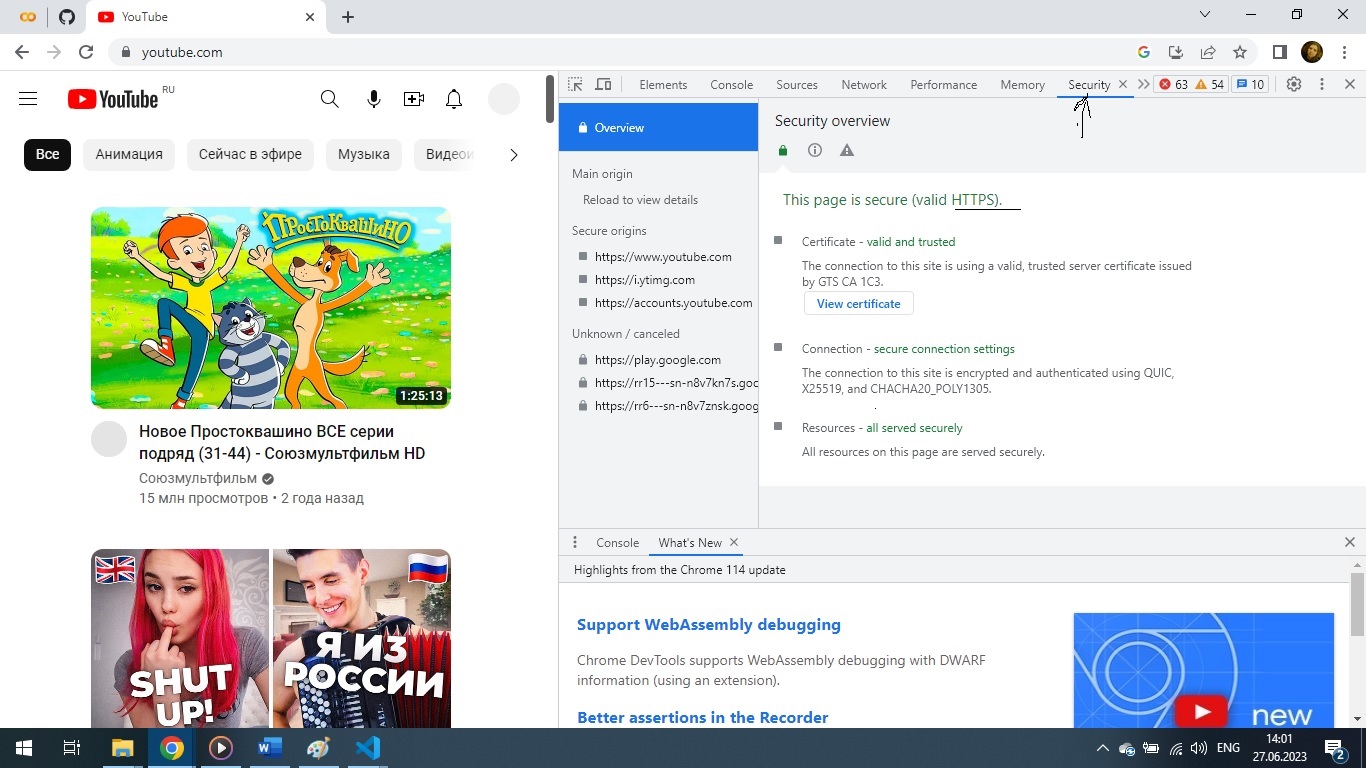 YouTube
youtube.com
YouTube RU
Все
Анимация
Сейчас в эфире
Музыка
Видеои
ПРОСТОКВАШИНО
1:25:13
Новое Простоквашино ВСЕ серии
подряд (31-44) - Союзмультфильм HD
Союзмультфильм
15 млн просмотров • 2 года назад
SHUT
UP!
Я ИЗ
РОССИИ
Elements
Console
Sources
Network
Performance
Memory
Security
63
54
10
Overview
Main origin
Reload to view details
Secure origins
https://www.youtube.com
https://i.ytimg.com
https://accounts.youtube.com
Unknown / canceled
https://play.google.com
https://rr15---sn-n8v7kn7s.goo
https://rr6---sn-n8v7znsk.goog
Security overview
This page is secure (valid HTTPS).
Certificate - valid and trusted
The connection to this site is using a valid, trusted server certificate issued
by GTS CA 1C3.
View certificate
Connection - secure connection settings
The connection to this site is encrypted and authenticated using QUIC,
X25519, and CHACHA20_POLY1305.
Resources - all served securely
All resources on this page are served securely.
Console
What's New
Highlights from the Chrome 114 update
Support WebAssembly debugging
Chrome DevTools supports WebAssembly debugging with DWARF
information (using an extension).
Better assertions in the Recorder
new
ENG
14:01
27.06.2023
2